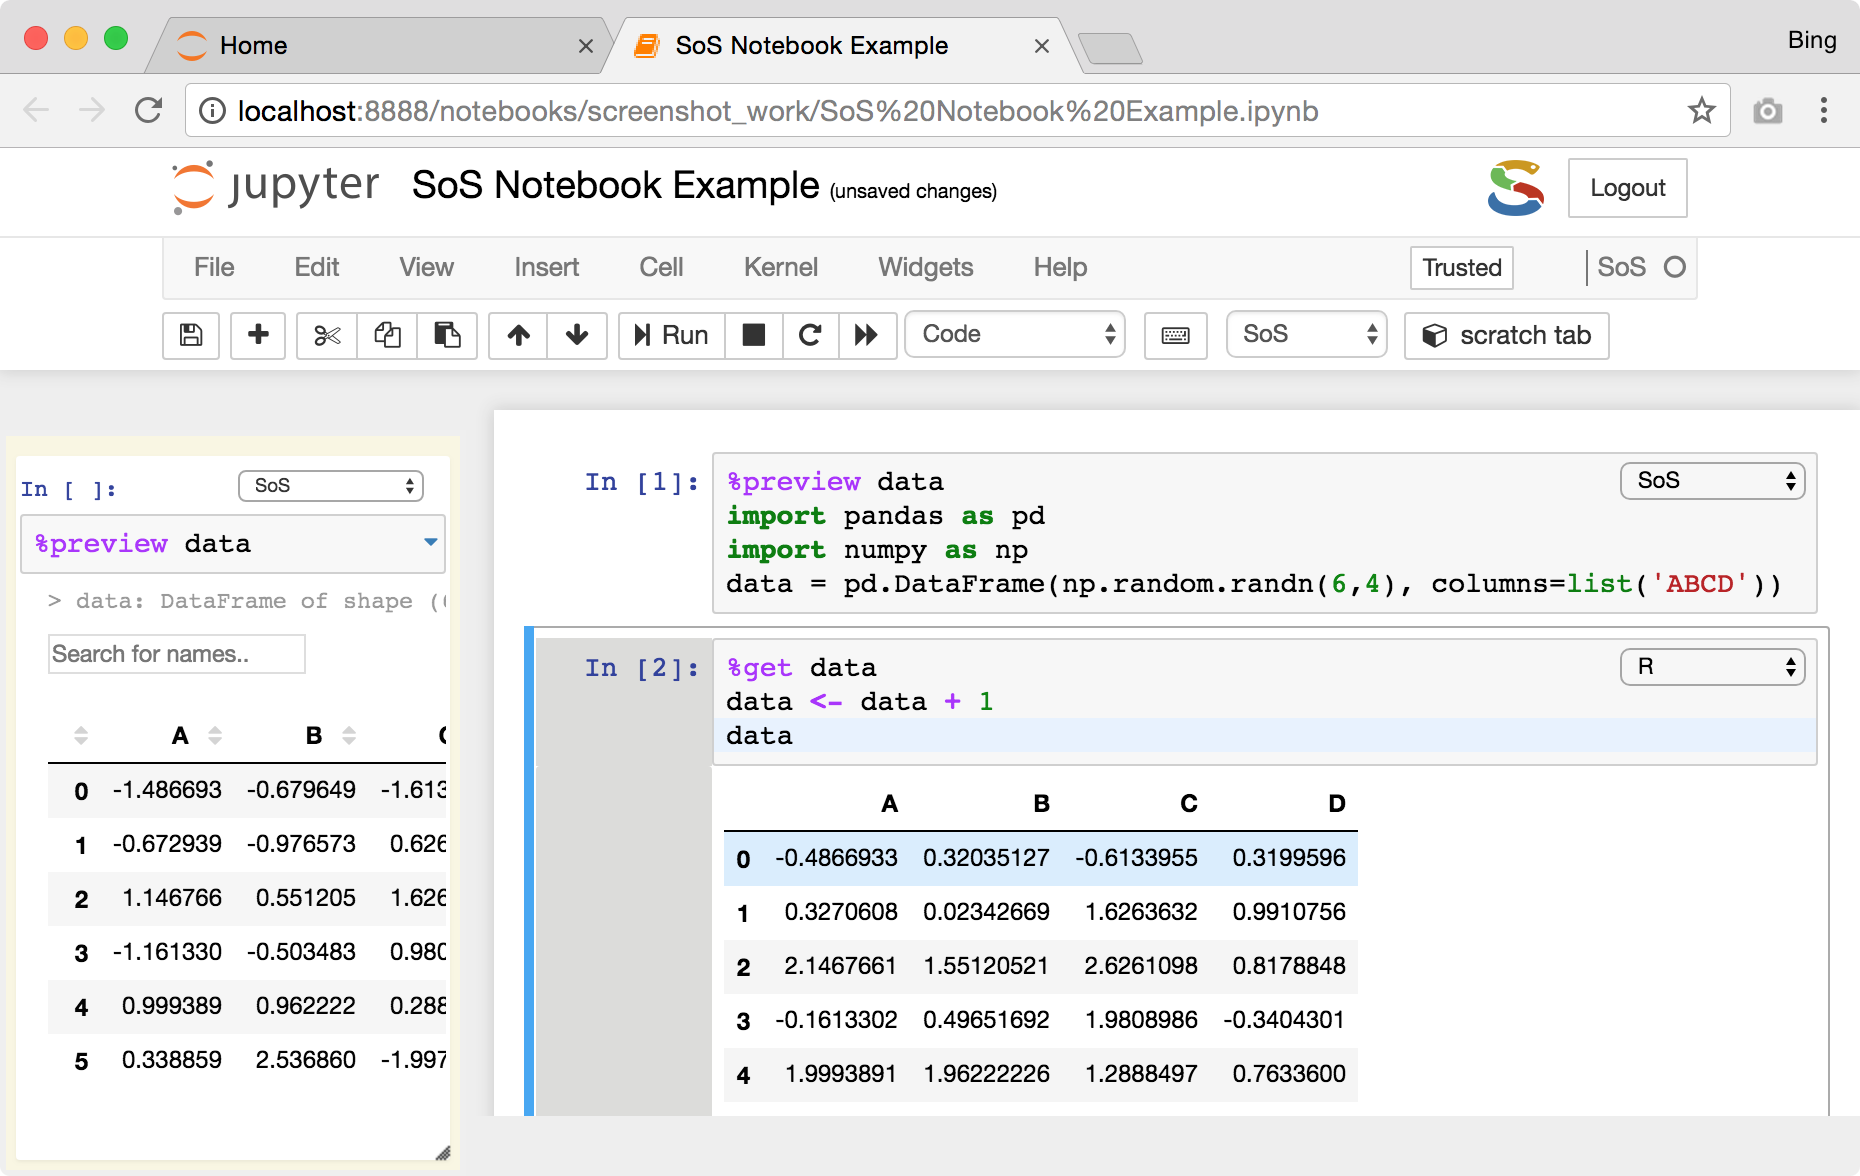 Home
SoS Notebook Example
Bing
localhost:8888/notebooks/screenshot_work/SoS%20Notebook%20Example.ipynb
jupyter SoS Notebook Example (unsaved changes)
Logout
File Edit View Insert Cell Kernel Widgets Help Trusted SoS
Run Code SoS scratch tab
In [ ]: SoS
%preview data
> data: DataFrame of shape (
Search for names..
A B
0 -1.486693 -0.679649 -1.613
1 -0.672939 -0.976573 0.626
2 1.146766 0.551205 1.626
3 -1.161330 -0.503483 0.980
4 0.999389 0.962222 0.288
5 0.338859 2.536860 -1.997
In [1]: %preview data SoS
import pandas as pd
import numpy as np
data = pd.DataFrame(np.random.randn(6,4), columns=list('ABCD'))
In [2]: %get data R
data <- data + 1
data
A B C D
0 -0.4866933 0.32035127 -0.6133955 0.3199596
1 0.3270608 0.02342669 1.6263632 0.9910756
2 2.1467661 1.55120521 2.6261098 0.8178848
3 -0.1613302 0.49651692 1.9808986 -0.3404301
4 1.9993891 1.96222226 1.2888497 0.7633600